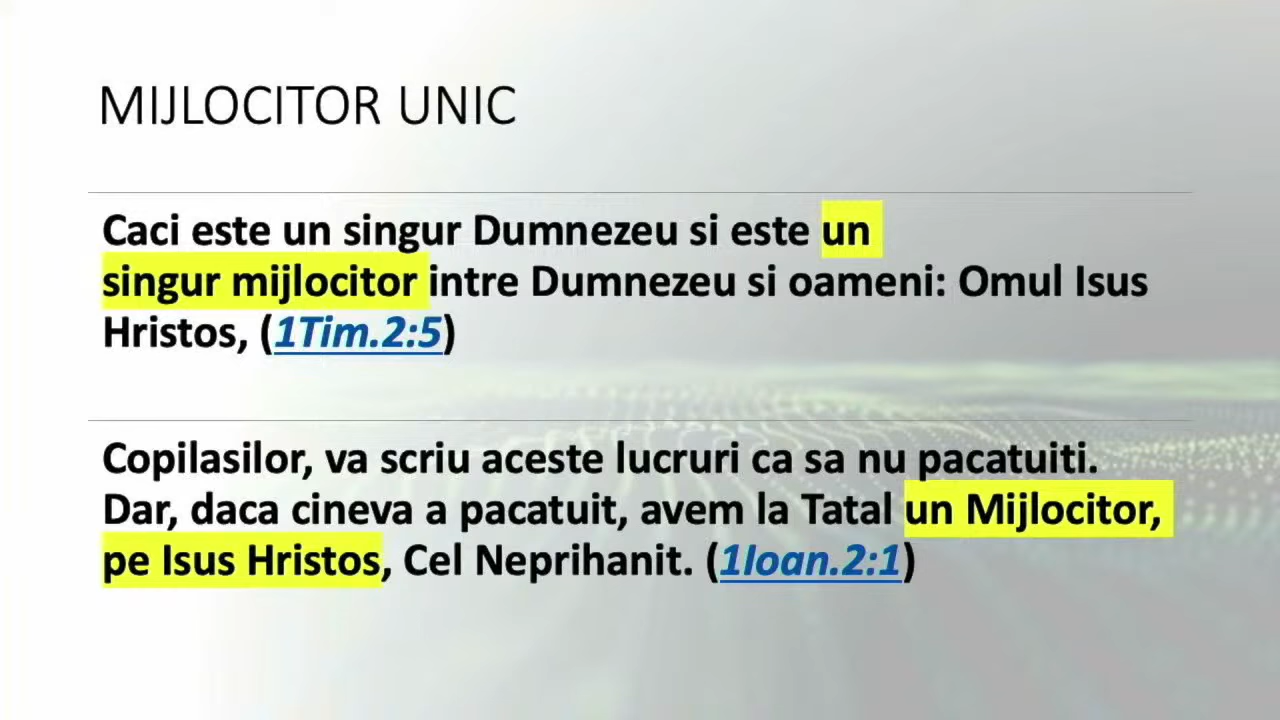 MIJLOCITOR UNIC
Caci este un singur Dumnezeu si este un
singur mijlocitor intre Dumnezeu si oameni: Omul Isus
Hristos, (1Tim.2:5)
Copilasilor, va scriu aceste lucruri ca sa nu pacatuiti.
Dar, daca cineva a pacatuit, avem la Tatal un Mijlocitor,
pe Isus Hristos, Cel Neprihanit. (1Ioan.2:1)